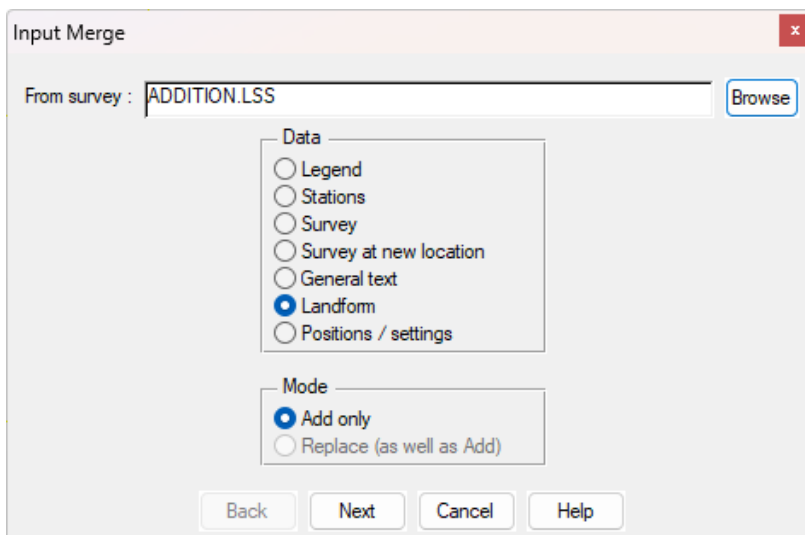 Input Merge
x
From survey : ADDITION.LSS Browse
Data
Legend
Stations
Survey
Survey at new location
General text
Landform
Positions / settings
Mode
Add only
Replace (as well as Add)
Back Next Cancel Help